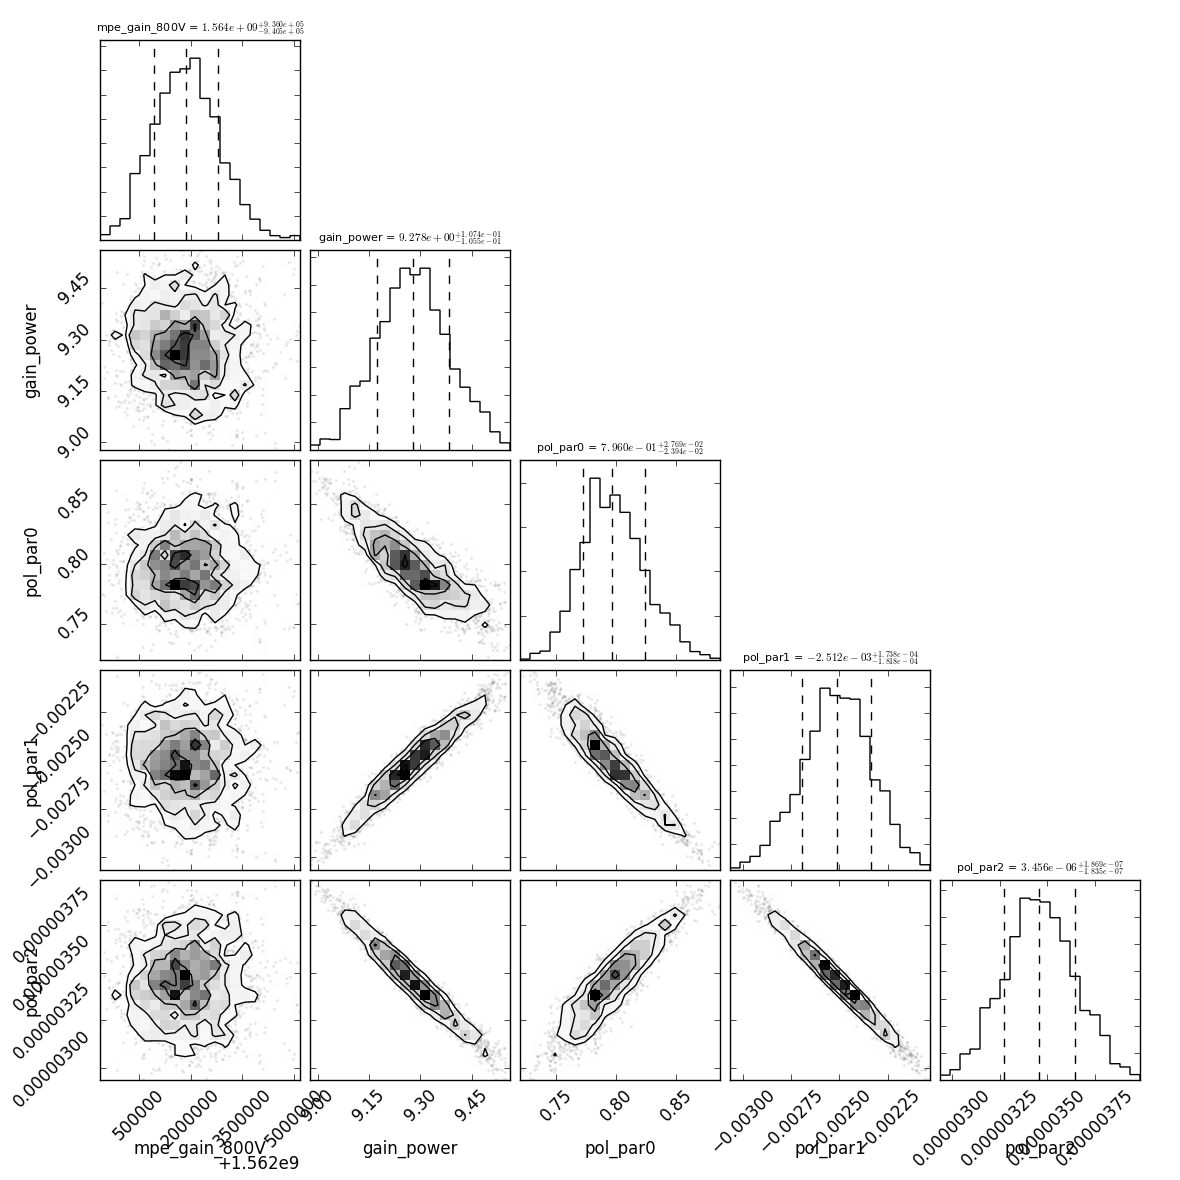 mpe_gain_800V = 1.564e+09 +9.360e+05 −9.405e+05
gain_power = 9.278e+00 +1.074e−01 −1.055e−01
pol_par0 = 7.960e−01 +2.769e−02 −2.394e−02
pol_par1 = −2.512e−03 +1.738e−04 −1.818e−04
pol_par2 = 3.456e−06 +1.869e−07 −1.835e−07
gain_power
9.45
9.30
9.15
9.00
pol_par0
0.85
0.80
0.75
pol_par1
−0.00225
−0.00250
−0.00275
−0.00300
pol_par2
0.00000375
0.00000350
0.00000325
0.00000300
500000
2000000
3500000
5000000
mpe_gain_800V
+1.562e9
9.00
9.15
9.30
9.45
gain_power
0.75
0.80
0.85
pol_par0
−0.00300
−0.00275
−0.00250
−0.00225
pol_par1
0.00000300
0.00000325
0.00000350
0.00000375
pol_par2